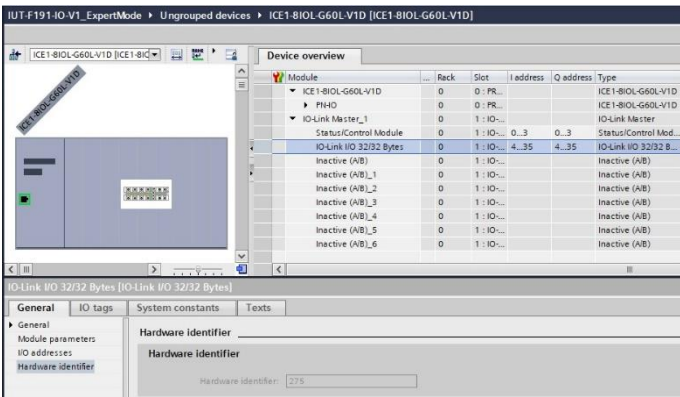 IUT-F191-IO-V1_ExpertMode ▸ Ungrouped devices ▸ ICE1-8IOL-G60L-V1D [ICE1-8IOL-G60L-V1D]
ICE1-8IOL-G60L-V1D [ICE1-8IO
Device overview
ICE1-8IOL-G60L-V1D
Module ... Rack Slot I address Q address Type
ICE1-8IOL-G60L-V1D 0 0 : PR... ICE1-8IOL-G60L-V1D
PN-IO 0 0 : PR... ICE1-8IOL-G60L-V1D
IO-Link Master_1 0 1 : IO-... IO-Link Master
Status/Control Module 0 1 : IO-... 0...3 0...3 Status/Control Mod...
IO-Link I/O 32/32 Bytes 0 1 : IO-... 4...35 4...35 IO-Link I/O 32/32 B...
Inactive (A/B) 0 1 : IO-... Inactive (A/B)
Inactive (A/B)_1 0 1 : IO-... Inactive (A/B)
Inactive (A/B)_2 0 1 : IO-... Inactive (A/B)
Inactive (A/B)_3 0 1 : IO-... Inactive (A/B)
Inactive (A/B)_4 0 1 : IO-... Inactive (A/B)
Inactive (A/B)_5 0 1 : IO-... Inactive (A/B)
Inactive (A/B)_6 0 1 : IO-... Inactive (A/B)
IO-Link I/O 32/32 Bytes [IO-Link I/O 32/32 Bytes]
General IO tags System constants Texts
General
Module parameters
I/O addresses
Hardware identifier
Hardware identifier
Hardware identifier
Hardware identifier: 275